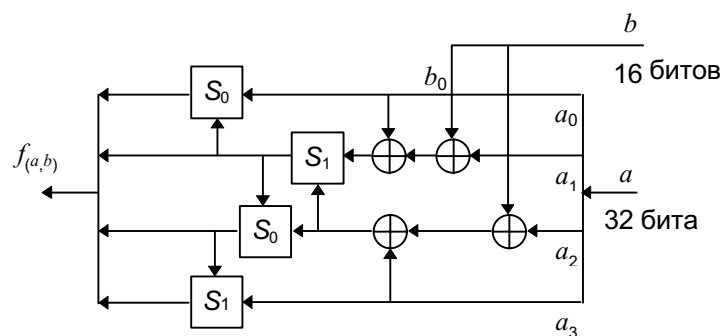 b
16 битов
b₀
S₀
a₀
f(a,b)
S₁
a₁
a
32 бита
S₀
a₂
S₁
a₃